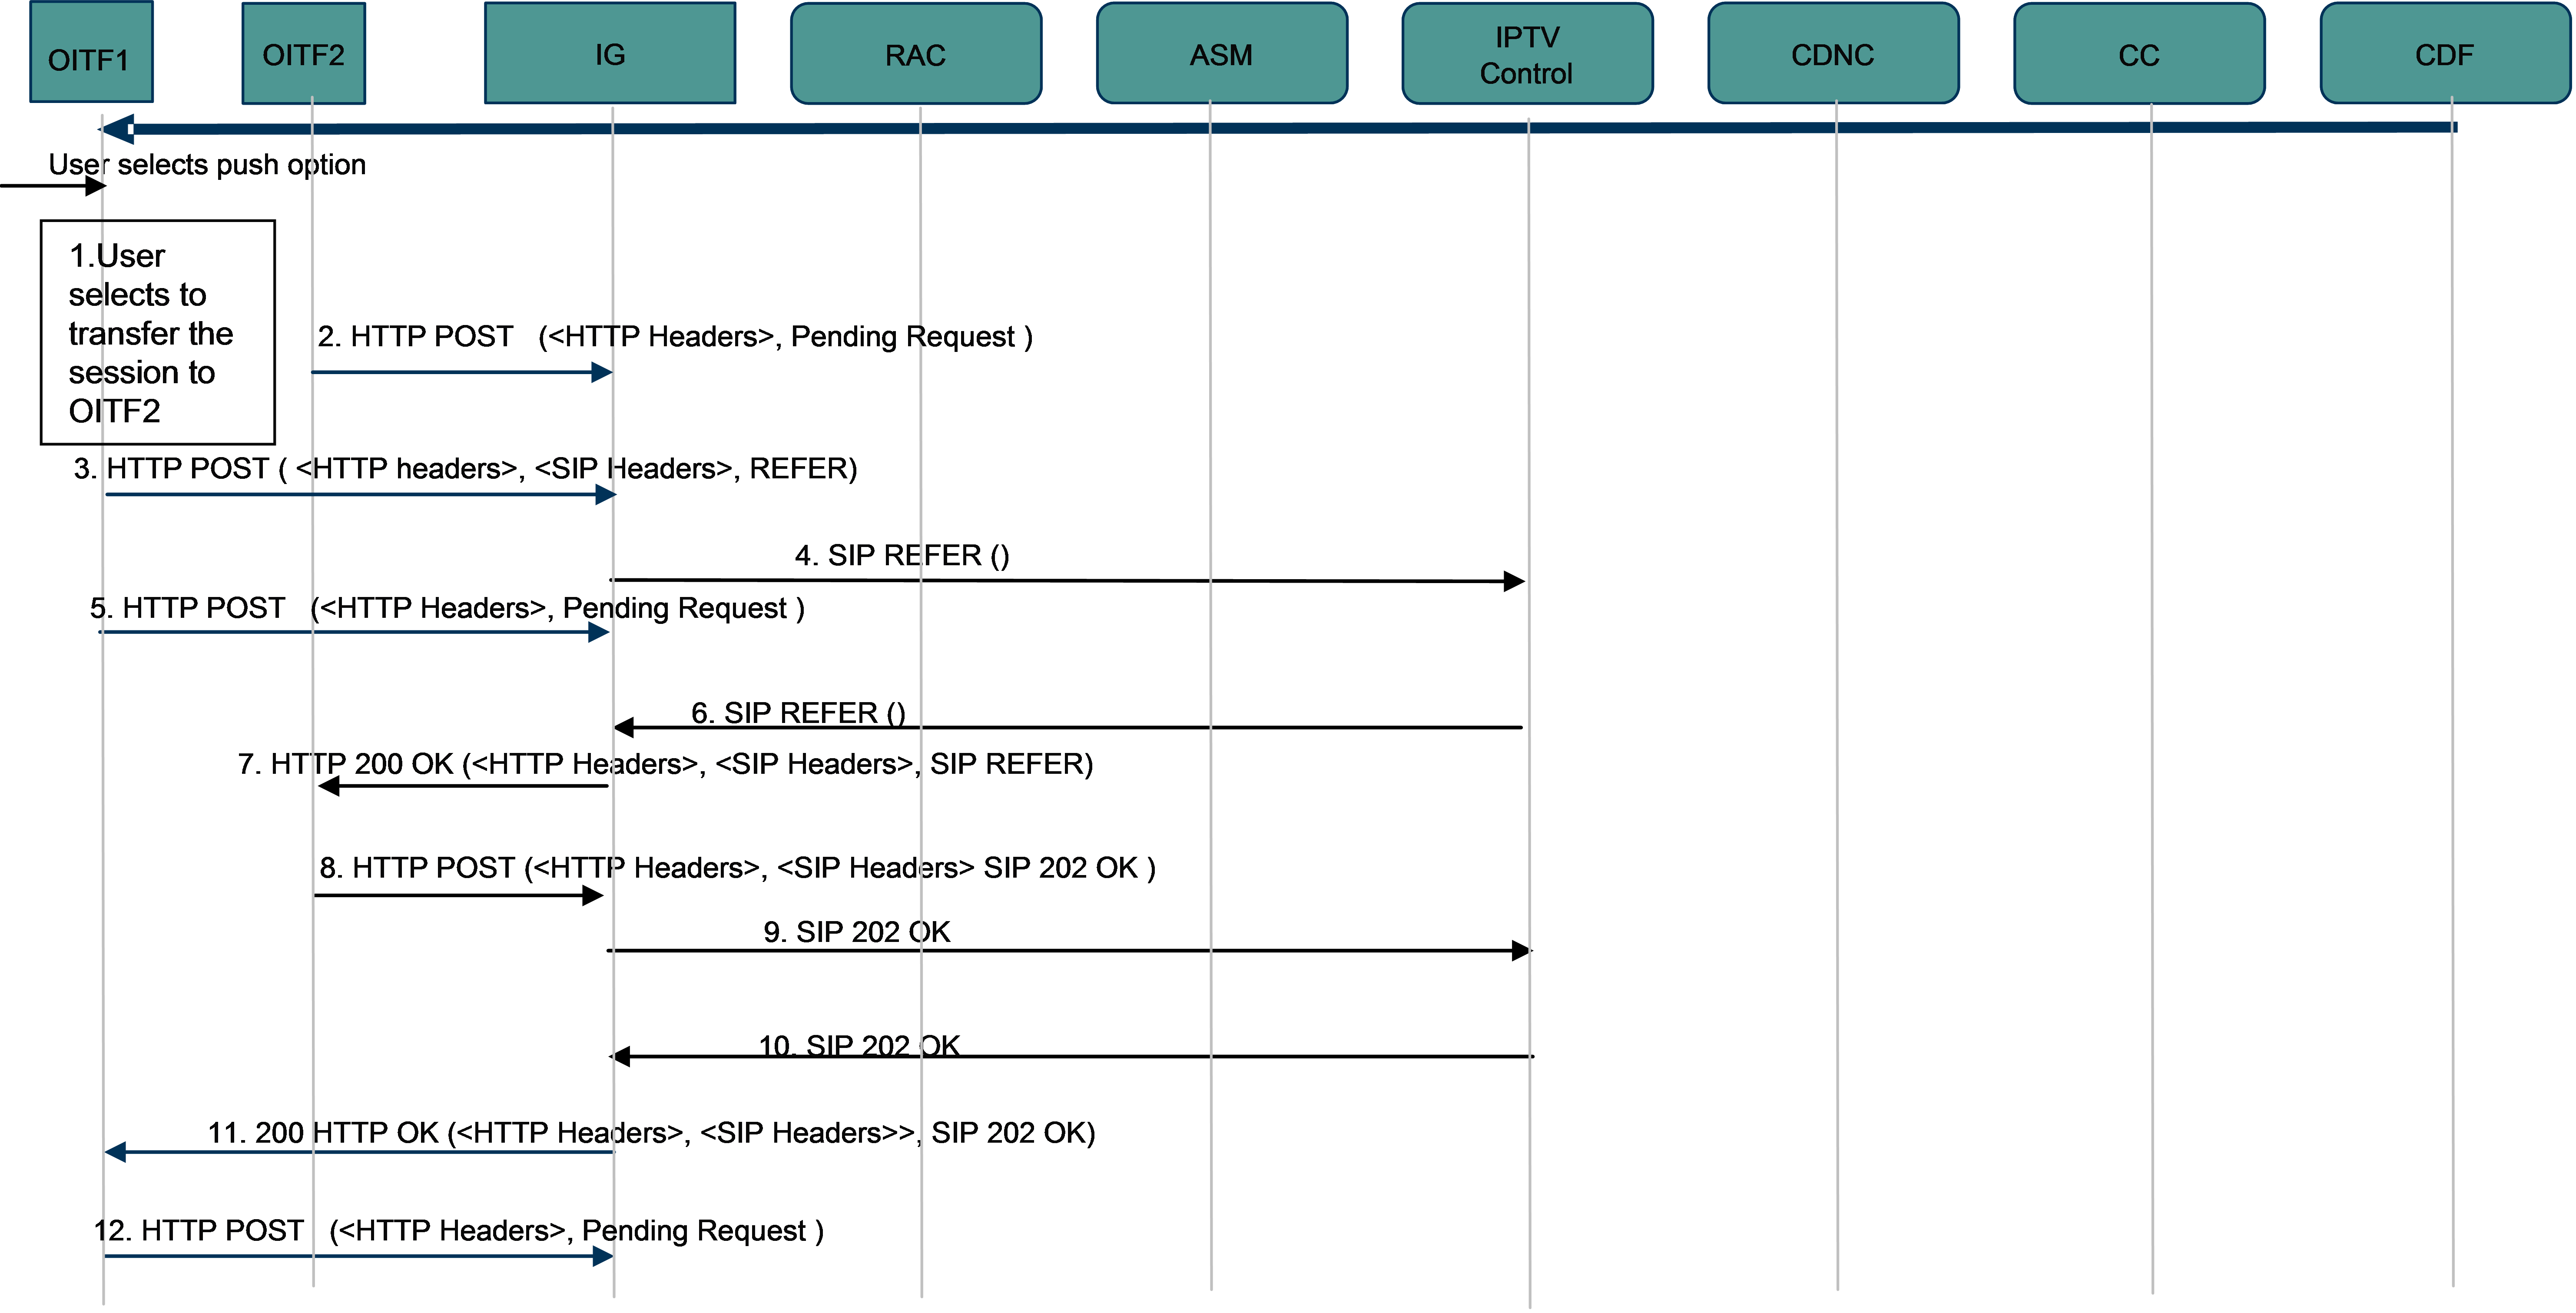 OITF1
OITF2
IG
RAC
ASM
IPTV
Control
CDNC
CC
CDF
User selects push option
1.User
selects to
transfer the
session to
OITF2
2. HTTP POST (<HTTP Headers>, Pending Request )
3. HTTP POST ( <HTTP headers>, <SIP Headers>, REFER)
4. SIP REFER ()
5. HTTP POST (<HTTP Headers>, Pending Request )
6. SIP REFER ()
7. HTTP 200 OK (<HTTP Headers>, <SIP Headers>, SIP REFER)
8. HTTP POST (<HTTP Headers>, <SIP Headers> SIP 202 OK )
9. SIP 202 OK
10. SIP 202 OK
11. 200 HTTP OK (<HTTP Headers>, <SIP Headers>>, SIP 202 OK)
12. HTTP POST (<HTTP Headers>, Pending Request )